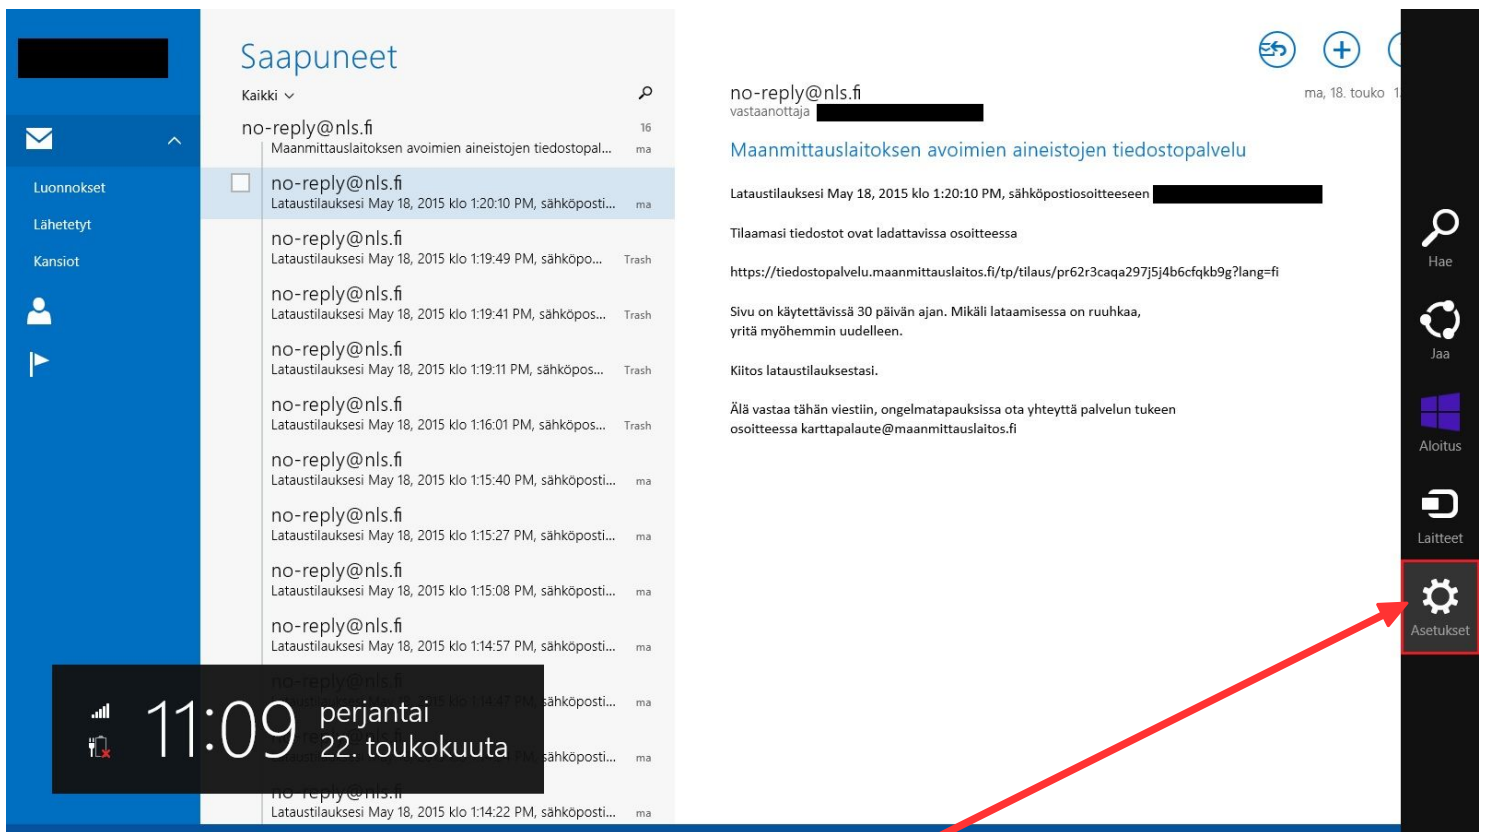 Saapuneet
Kaikki
no-reply@nls.fi 16
Maanmittauslaitoksen avoimien aineistojen tiedostopal... ma
no-reply@nls.fi
Lataustilauksesi May 18, 2015 klo 1:20:10 PM, sähköposti... ma
no-reply@nls.fi
Lataustilauksesi May 18, 2015 klo 1:19:49 PM, sähköpo... Trash
no-reply@nls.fi
Lataustilauksesi May 18, 2015 klo 1:19:41 PM, sähköpos... Trash
no-reply@nls.fi
Lataustilauksesi May 18, 2015 klo 1:19:11 PM, sähköpos... Trash
no-reply@nls.fi
Lataustilauksesi May 18, 2015 klo 1:16:01 PM, sähköpos... Trash
no-reply@nls.fi
Lataustilauksesi May 18, 2015 klo 1:15:40 PM, sähköposti... ma
no-reply@nls.fi
Lataustilauksesi May 18, 2015 klo 1:15:27 PM, sähköposti... ma
no-reply@nls.fi
Lataustilauksesi May 18, 2015 klo 1:15:08 PM, sähköposti... ma
no-reply@nls.fi
Lataustilauksesi May 18, 2015 klo 1:14:57 PM, sähköposti... ma
no-reply@nls.fi
1:14:47 PM, sähköposti... ma
sähköposti... ma
no-reply@nls.fi
Lataustilauksesi May 18, 2015 klo 1:14:22 PM, sähköposti... ma
Luonnokset
Lähetetyt
Kansiot
11:09
perjantai
22. toukokuuta
no-reply@nls.fi
ma, 18. touko
vastaanottaja
Maanmittauslaitoksen avoimien aineistojen tiedostopalvelu
Lataustilauksesi May 18, 2015 klo 1:20:10 PM, sähköpostiosoitteeseen
Tilaamasi tiedostot ovat ladattavissa osoitteessa
https://tiedostopalvelu.maanmittauslaitos.fi/tp/tilaus/pr62r3caqa297j5j4b6cfqkb9g?lang=fi
Sivu on käytettävissä 30 päivän ajan. Mikäli lataamisessa on ruuhkaa,
yritä myöhemmin uudelleen.
Kiitos lataustilauksestasi.
Älä vastaa tähän viestiin, ongelmatapauksissa ota yhteyttä palvelun tukeen
osoitteessa karttapalaute@maanmittauslaitos.fi
Hae
Jaa
Aloitus
Laitteet
Asetukset